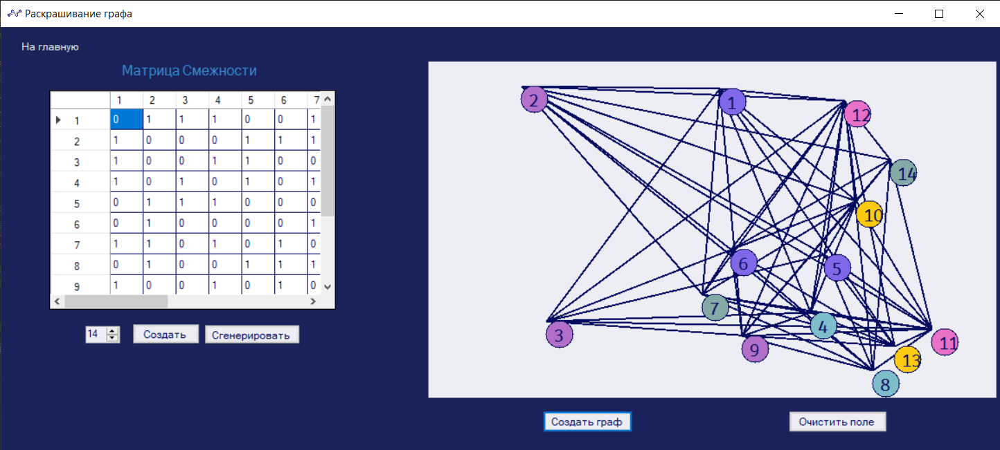 Раскрашивание графа
На главную
Матрица Смежности
1 2 3 4 5 6 7
1 0 1 1 1 0 0 1
2 1 0 0 0 1 1 1
3 1 0 0 1 1 0 0
4 1 0 1 0 1 0 1
5 0 1 1 1 0 0 0
6 0 1 0 0 0 0 1
7 1 1 0 1 0 1 0
8 0 1 0 0 1 1 1
9 1 0 0 1 0 1 0
14 Создать Сгенерировать
2
1
12
14
10
6
5
7
4
3
9
11
13
8
Создать граф
Очистить поле